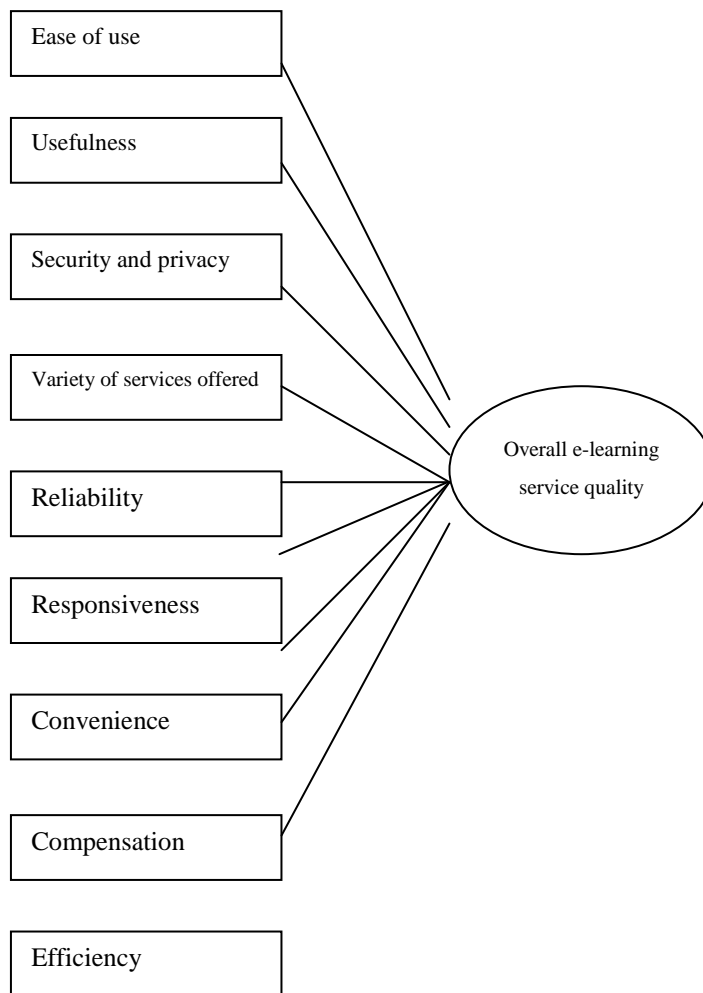 Ease of use
Usefulness
Security and privacy
Variety of services offered
Overall e-learning
service quality
Reliability
Responsiveness
Convenience
Compensation
Efficiency